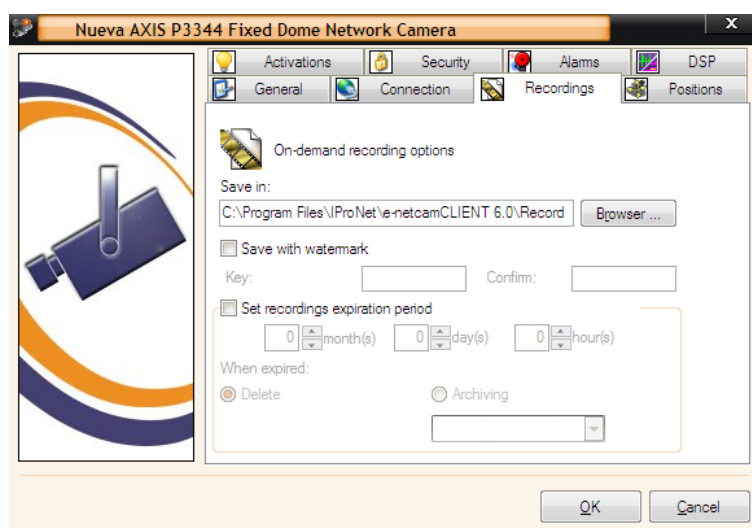 Nueva AXIS P3344 Fixed Dome Network Camera X
Activations Security Alarms DSP
General Connection Recordings Positions
On-demand recording options
Save in:
C:\Program Files\IProNet\e-netcamCLIENT 6.0\Record Browser ...
Save with watermark
Key: Confirm:
Set recordings expiration period
0 month(s) 0 day(s) 0 hour(s)
When expired:
Delete Archiving
OK Cancel